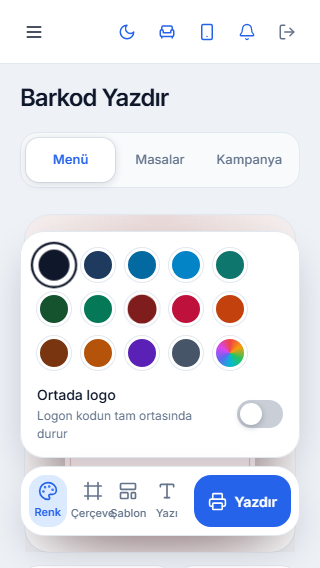 Barkod Yazdır
Menü
Masalar
Kampanya
Ortada logo
Logon kodun tam ortasında
durur
Renk
Çerçeve
Şablon
Yazı
Yazdır